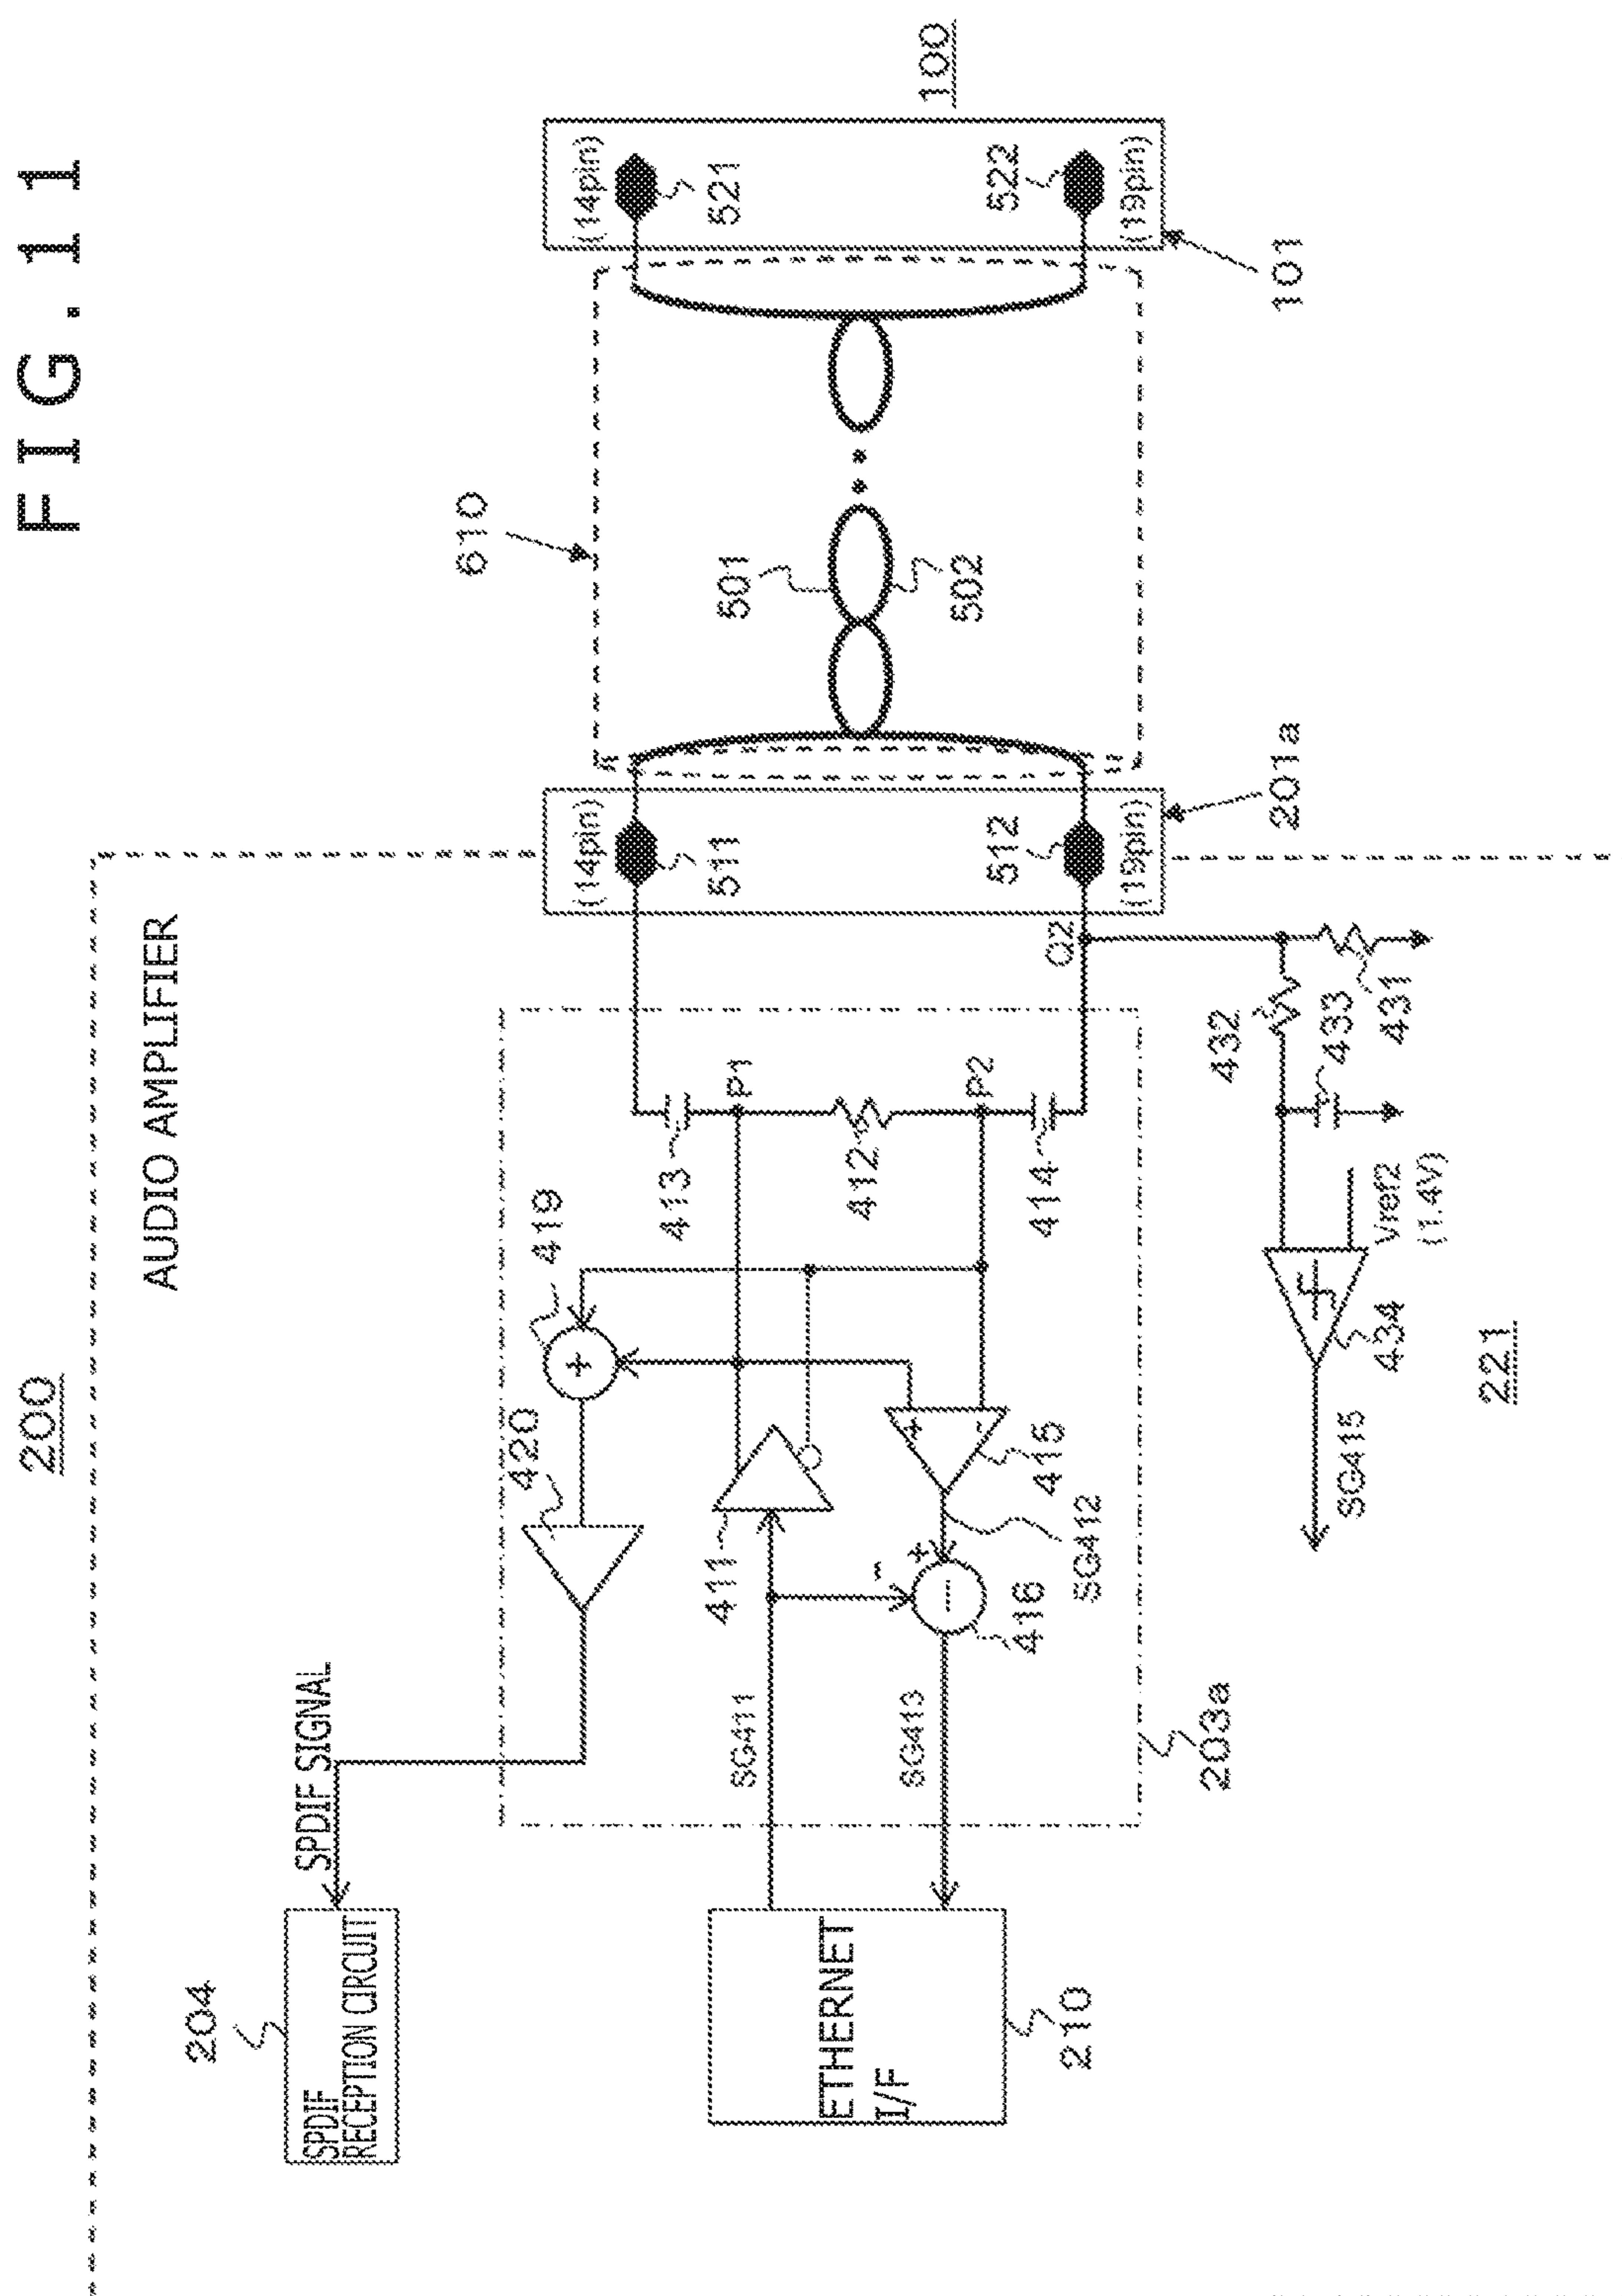 FIG. 11
200
AUDIO AMPLIFIER
204
SPDIF
RECEPTION CIRCUIT
SPDIF SIGNAL
420
419
413
(14pin)
511
610
501
502
(14pin)
521
100
ETHERNET
I/F
210
SG411
SG413
411
416
SG412
415
P1
412
P2
414
Q2
512
(19pin)
522
(19pin)
101
201a
203a
432
433
431
Vref2
(1.4V)
434
SG415
221
+
+
-
-
+
-